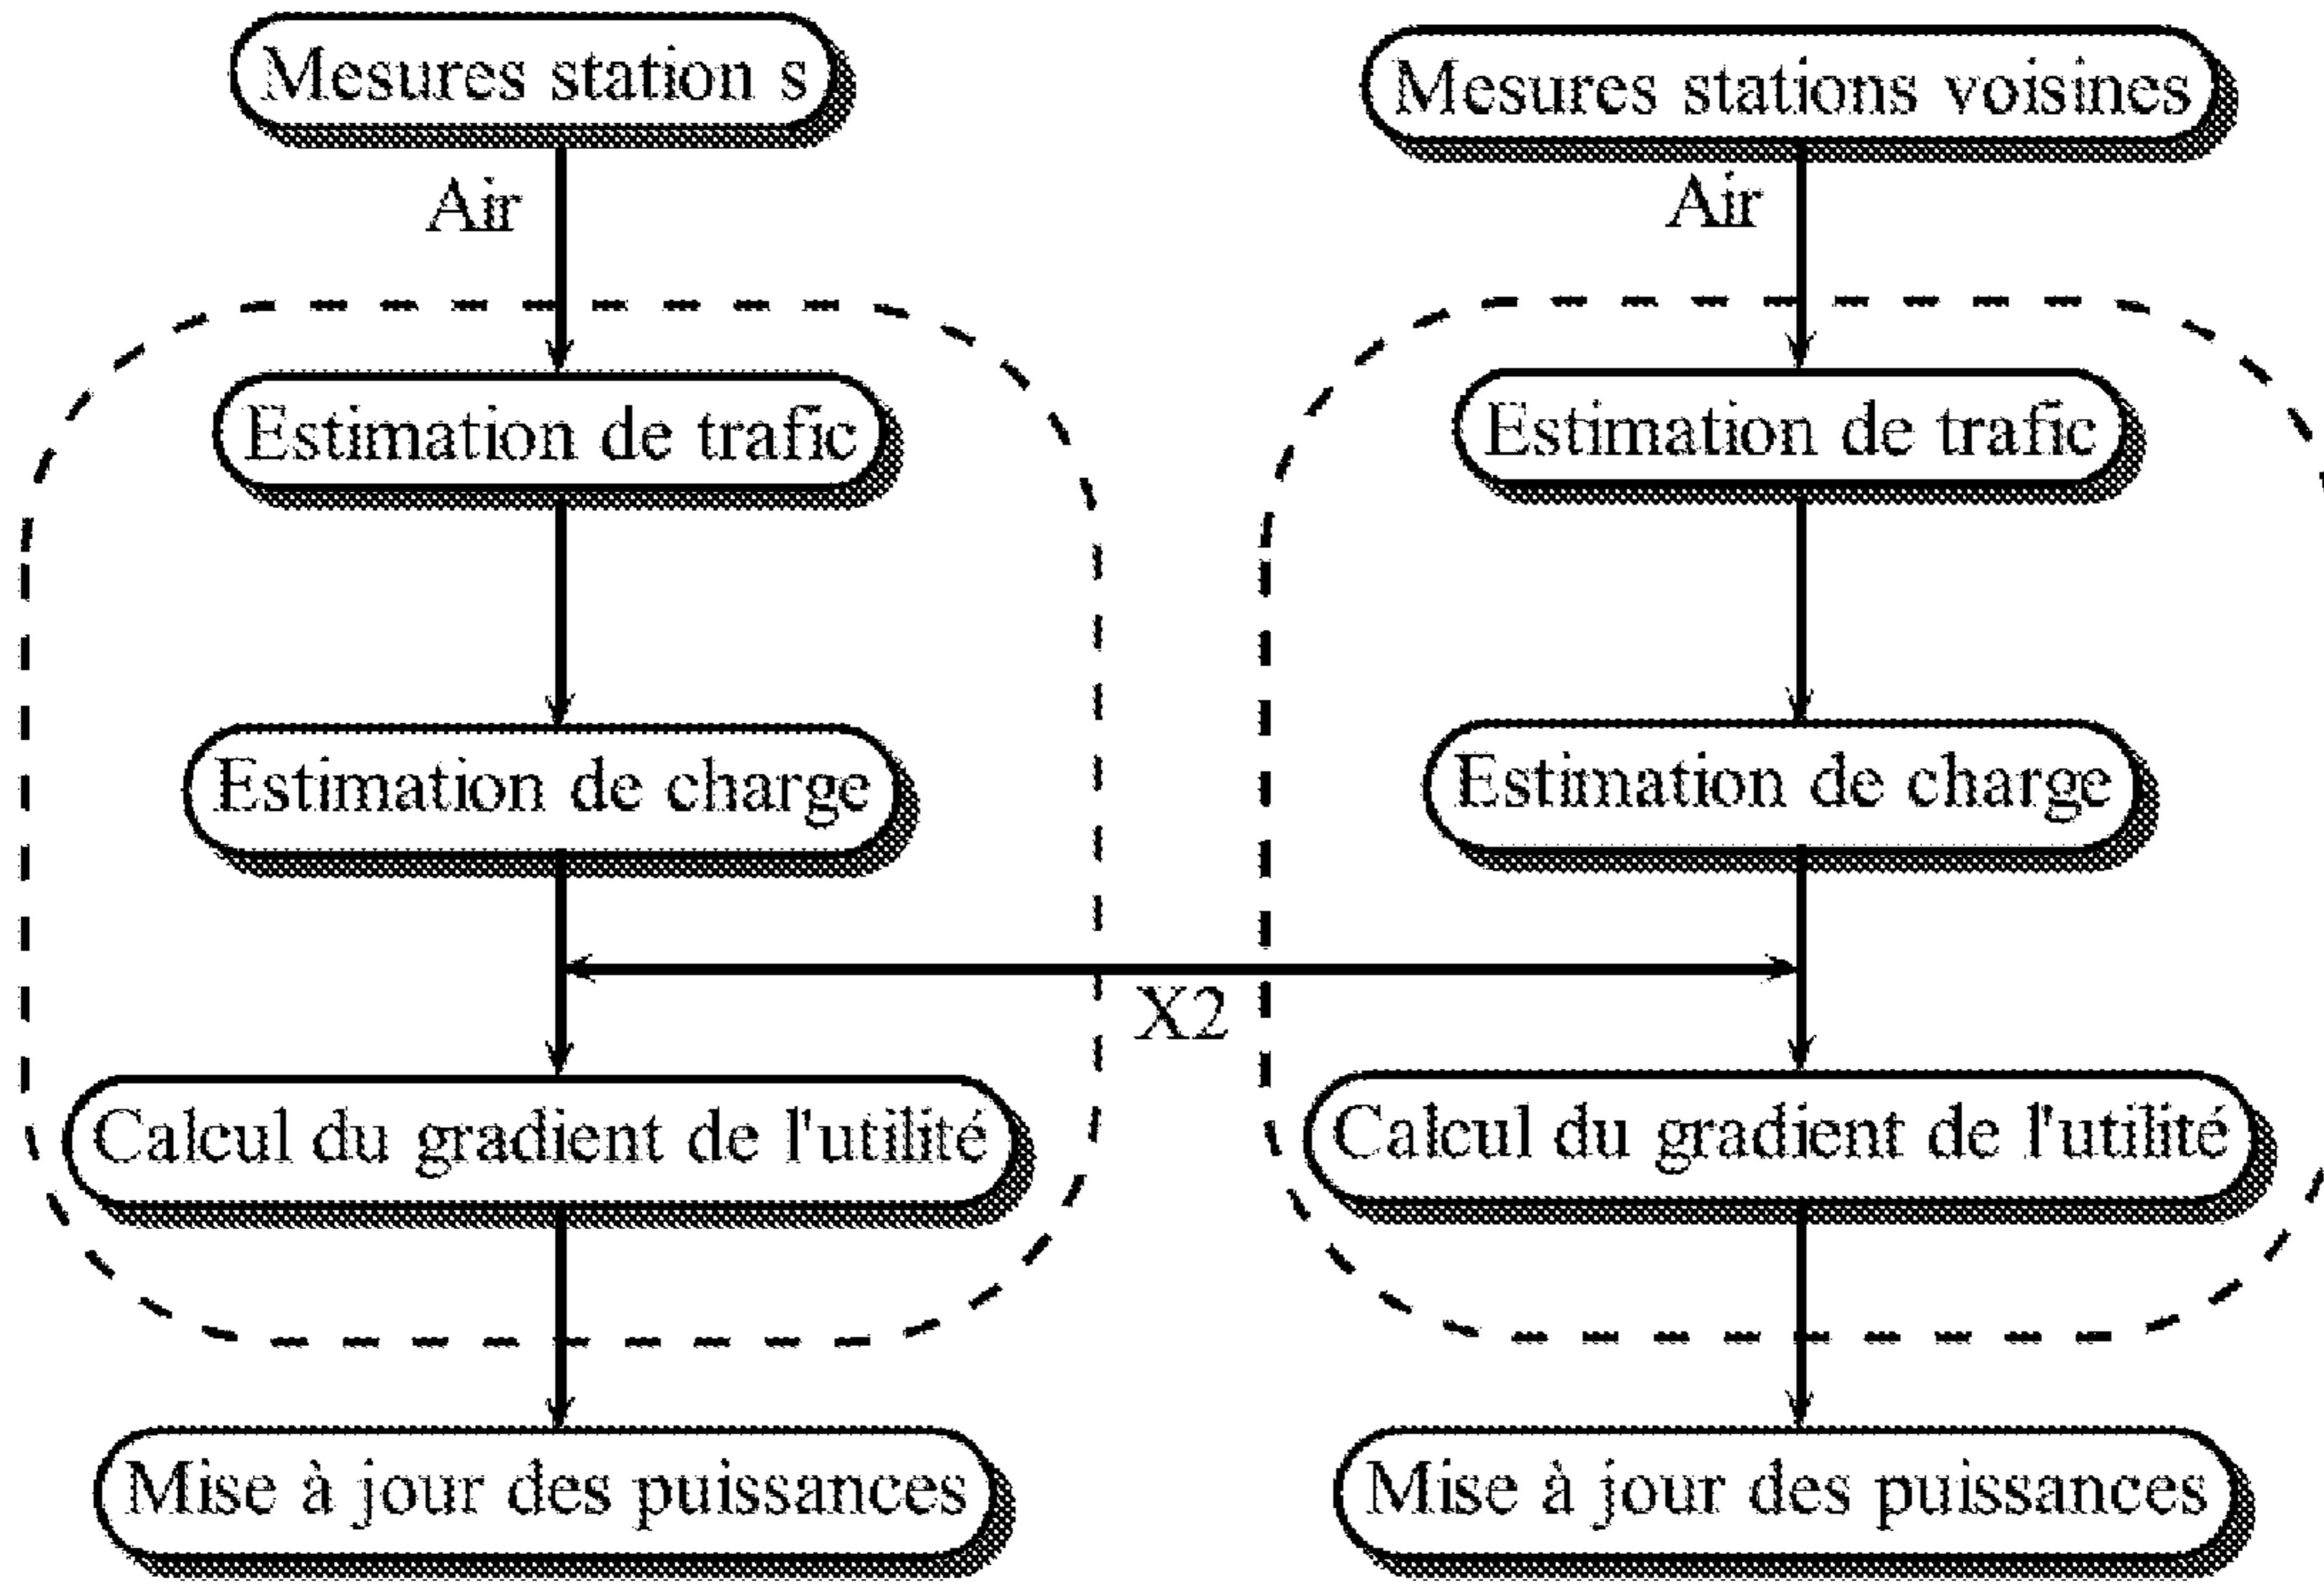 Mesures station s
Mesures stations voisines
Air
Air
Estimation de trafic
Estimation de trafic
Estimation de charge
Estimation de charge
X2
Calcul du gradient de l'utilité
Calcul du gradient de l'utilité
Mise à jour des puissances
Mise à jour des puissances